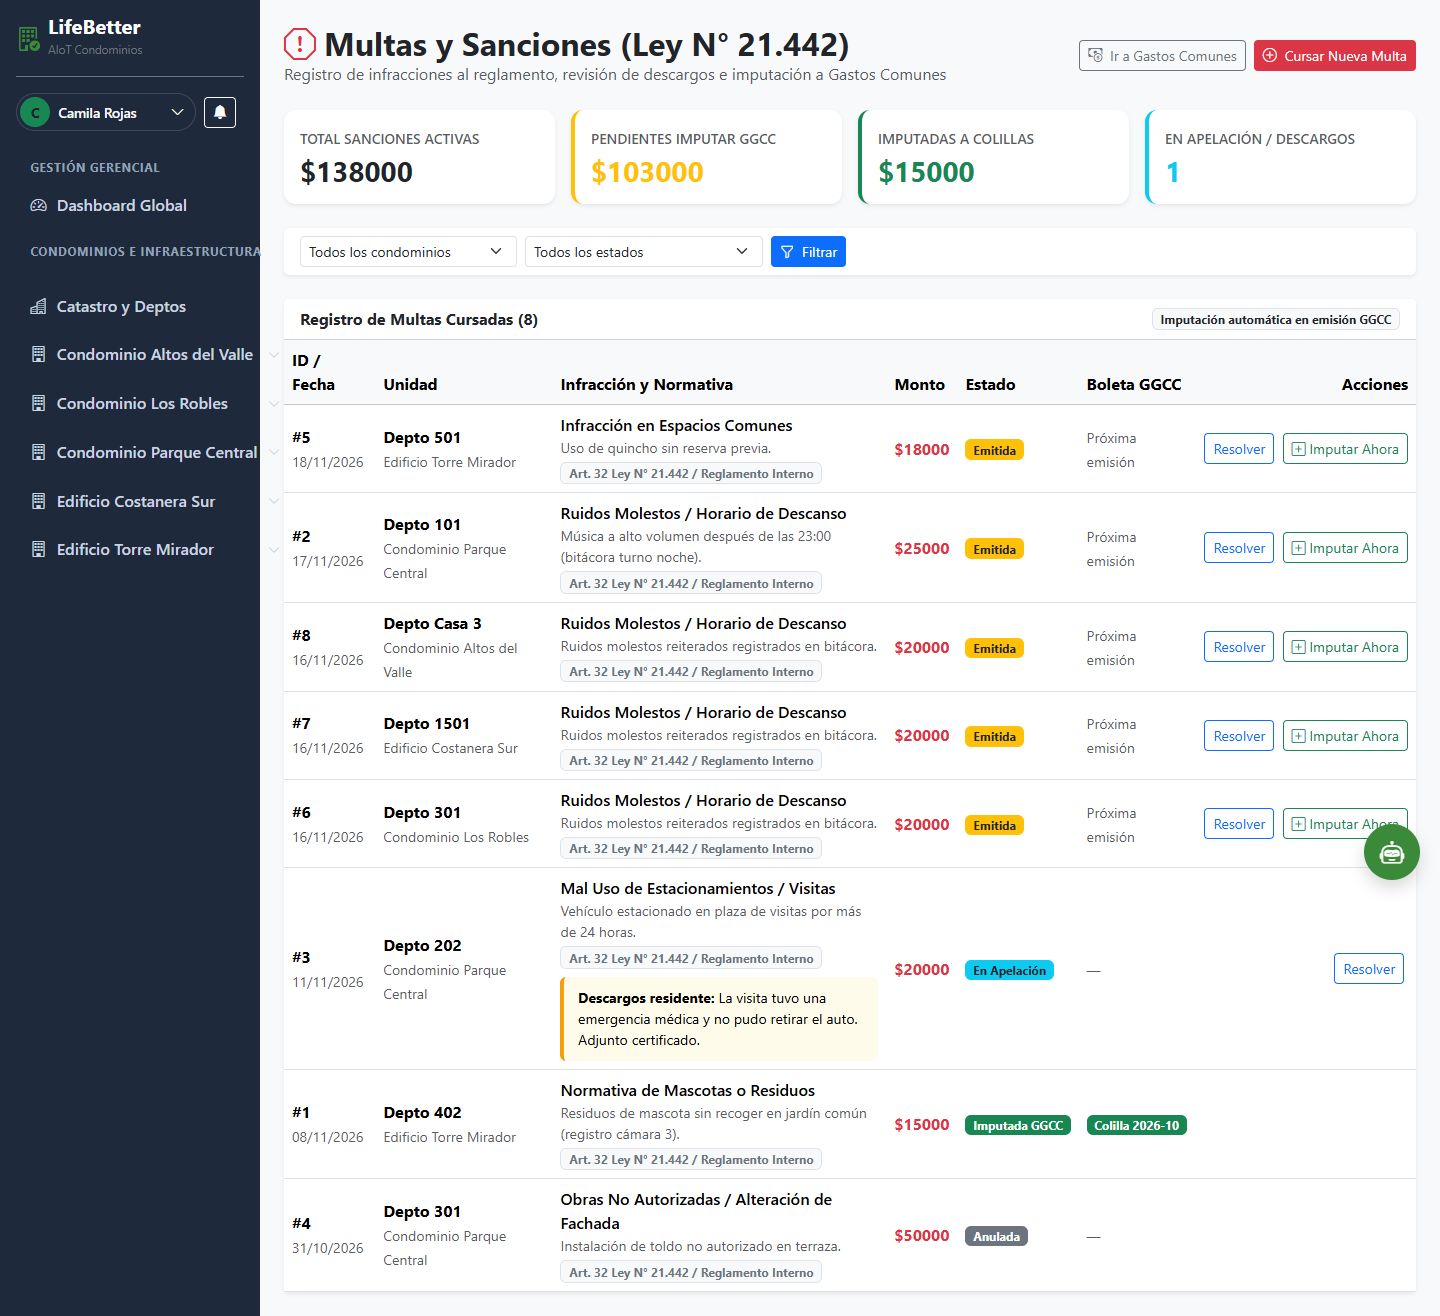 LifeBetter
AIoT Condominios
C
Camila Rojas
GESTIÓN GERENCIAL
Dashboard Global
CONDOMINIOS E INFRAESTRUCTURA
Catastro y Deptos
Condominio Altos del Valle
Condominio Los Robles
Condominio Parque Central
Edificio Costanera Sur
Edificio Torre Mirador
Multas y Sanciones (Ley N° 21.442)
Registro de infracciones al reglamento, revisión de descargos e imputación a Gastos Comunes
Ir a Gastos Comunes
Cursar Nueva Multa
TOTAL SANCIONES ACTIVAS
$138000
PENDIENTES IMPUTAR GGCC
$103000
IMPUTADAS A COLILLAS
$15000
EN APELACIÓN / DESCARGOS
1
Todos los condominios
Todos los estados
Filtrar
Registro de Multas Cursadas (8)
Imputación automática en emisión GGCC
ID /
Fecha
Unidad
Infracción y Normativa
Monto
Estado
Boleta GGCC
Acciones
#5
18/11/2026
Depto 501
Edificio Torre Mirador
Infracción en Espacios Comunes
Uso de quincho sin reserva previa.
Art. 32 Ley N° 21.442 / Reglamento Interno
$18000
Emitida
Próxima
emisión
Resolver
Imputar Ahora
#2
17/11/2026
Depto 101
Condominio Parque
Central
Ruidos Molestos / Horario de Descanso
Música a alto volumen después de las 23:00
(bitácora turno noche).
Art. 32 Ley N° 21.442 / Reglamento Interno
$25000
Emitida
Próxima
emisión
Resolver
Imputar Ahora
#8
16/11/2026
Depto Casa 3
Condominio Altos del
Valle
Ruidos Molestos / Horario de Descanso
Ruidos molestos reiterados registrados en bitácora.
Art. 32 Ley N° 21.442 / Reglamento Interno
$20000
Emitida
Próxima
emisión
Resolver
Imputar Ahora
#7
16/11/2026
Depto 1501
Edificio Costanera Sur
Ruidos Molestos / Horario de Descanso
Ruidos molestos reiterados registrados en bitácora.
Art. 32 Ley N° 21.442 / Reglamento Interno
$20000
Emitida
Próxima
emisión
Resolver
Imputar Ahora
#6
16/11/2026
Depto 301
Condominio Los Robles
Ruidos Molestos / Horario de Descanso
Ruidos molestos reiterados registrados en bitácora.
Art. 32 Ley N° 21.442 / Reglamento Interno
$20000
Emitida
Próxima
emisión
Resolver
Imputar Ahora
#3
11/11/2026
Depto 202
Condominio Parque
Central
Mal Uso de Estacionamientos / Visitas
Vehículo estacionado en plaza de visitas por más
de 24 horas.
Art. 32 Ley N° 21.442 / Reglamento Interno
Descargos residente: La visita tuvo una
emergencia médica y no pudo retirar el auto.
Adjunto certificado.
$20000
En Apelación
—
Resolver
#1
08/11/2026
Depto 402
Edificio Torre Mirador
Normativa de Mascotas o Residuos
Residuos de mascota sin recoger en jardín común
(registro cámara 3).
Art. 32 Ley N° 21.442 / Reglamento Interno
$15000
Imputada GGCC
Colilla 2026-10
#4
31/10/2026
Depto 301
Condominio Parque
Central
Obras No Autorizadas / Alteración de
Fachada
Instalación de toldo no autorizado en terraza.
Art. 32 Ley N° 21.442 / Reglamento Interno
$50000
Anulada
—